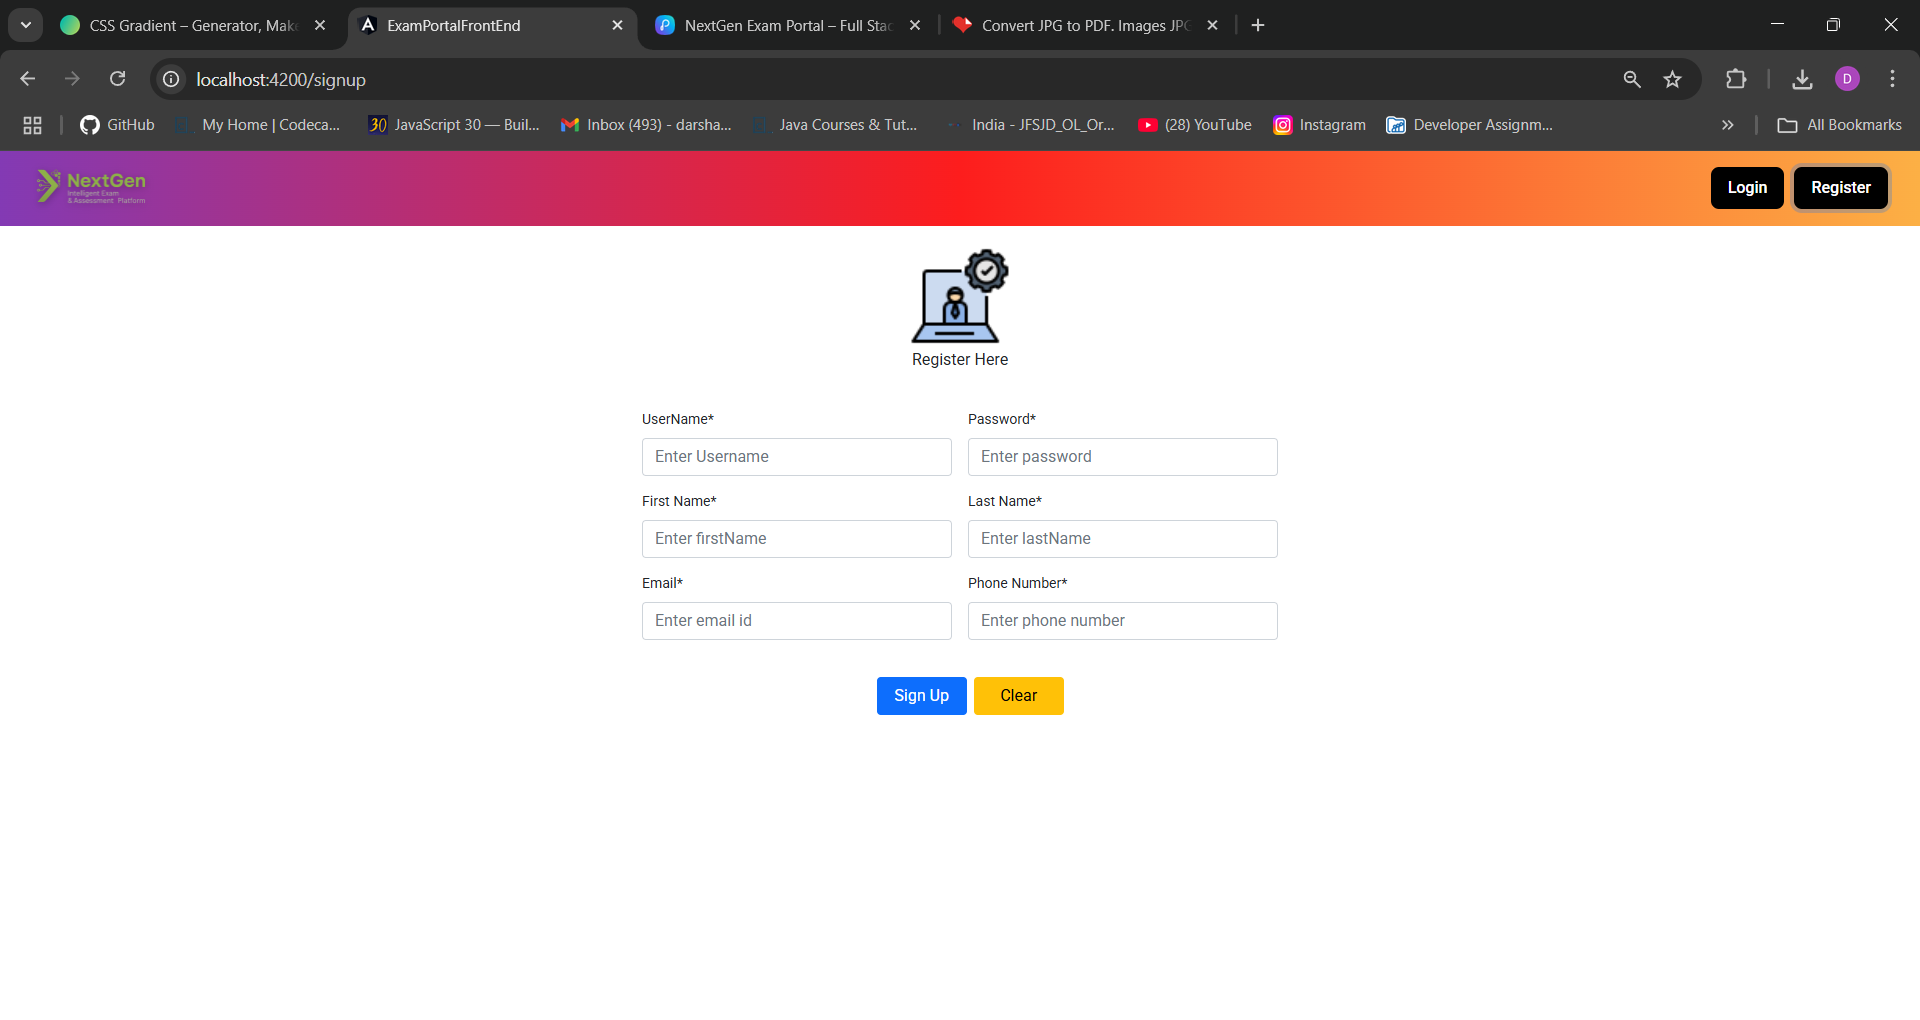 CSS Gradient – Generator, Make
ExamPortalFrontEnd
NextGen Exam Portal – Full Stac
Convert JPG to PDF. Images JPG
localhost:4200/signup
D
GitHub
My Home | Codeca...
30
JavaScript 30 — Buil...
Inbox (493) - darsha...
Java Courses & Tut...
India - JFSJD_OL_Or...
(28) YouTube
Instagram
Developer Assignm...
All Bookmarks
NextGen
Intelligent Exam
& Assessment Platform
Login
Register
Register Here
UserName*
Password*
Enter Username
Enter password
First Name*
Last Name*
Enter firstName
Enter lastName
Email*
Phone Number*
Enter email id
Enter phone number
Sign Up
Clear